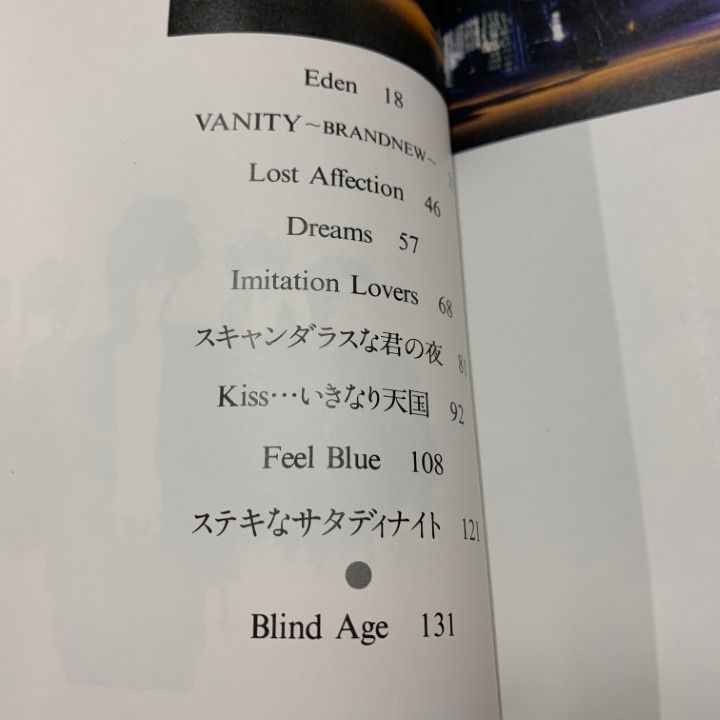 Eden 18
VANITY～BRANDNEW～
Lost Affection 46
Dreams 57
Imitation Lovers 68
スキャンダラスな君の夜 81
Kiss…いきなり天国 92
Feel Blue 108
ステキなサタディナイト 121
Blind Age 131